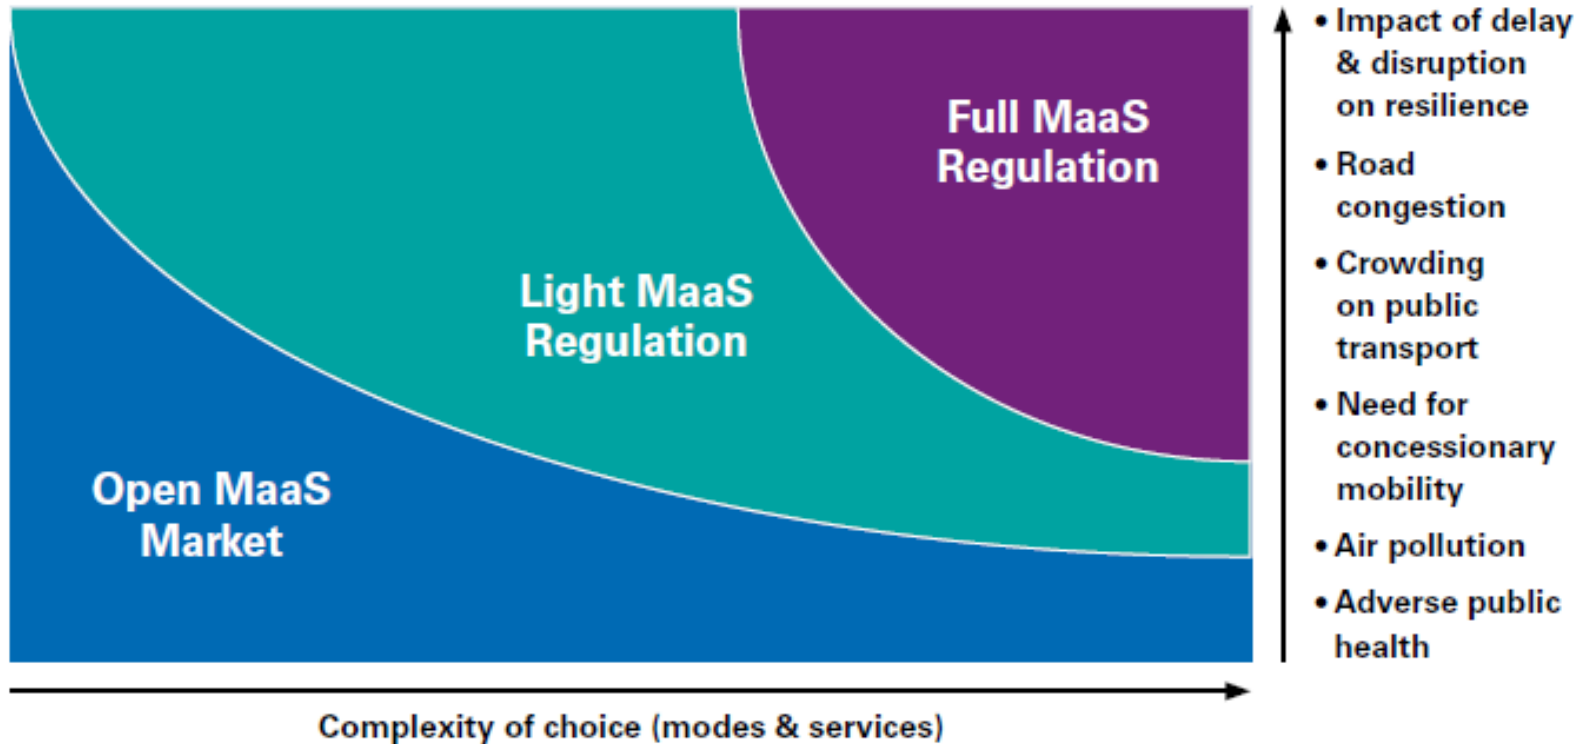 Full MaaS
Regulation
Light MaaS
Regulation
Open MaaS
Market
• Impact of delay
& disruption
on resilience
• Road
congestion
• Crowding
on public
transport
• Need for
concessionary
mobility
• Air pollution
• Adverse public
health
Complexity of choice (modes & services)